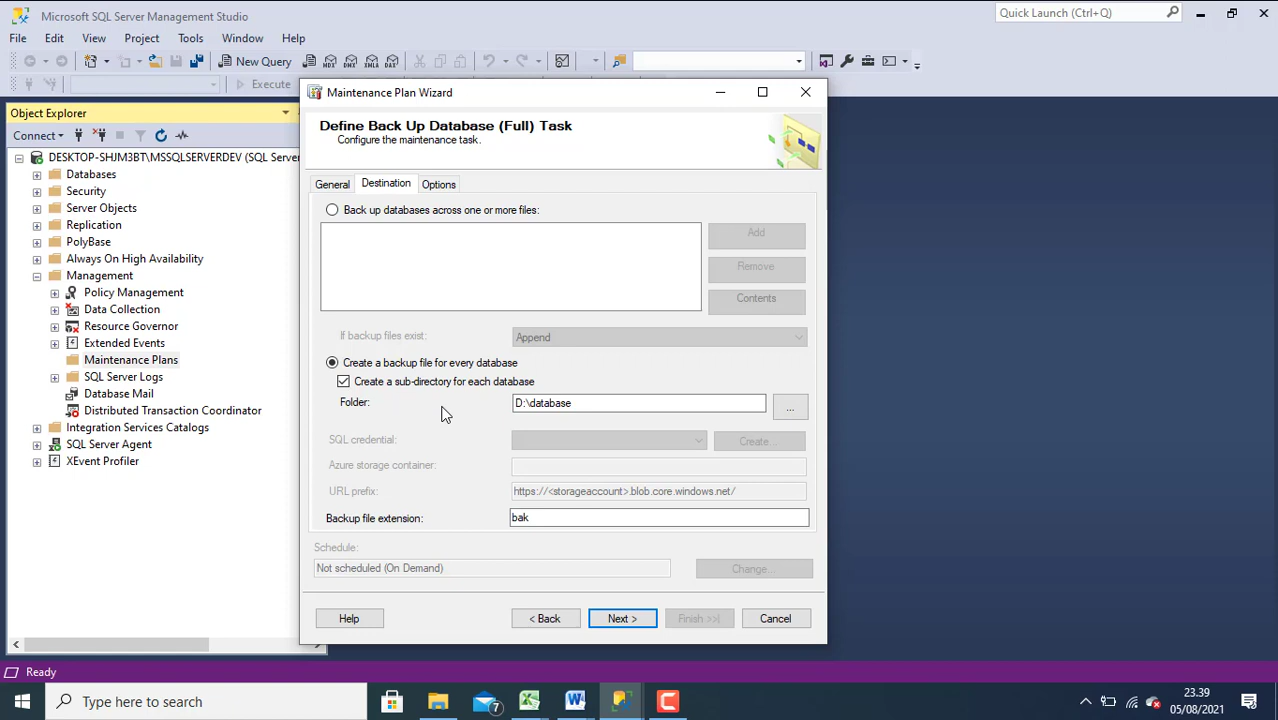 Microsoft SQL Server Management Studio
Quick Launch (Ctrl+Q)
File Edit View Project Tools Window Help
New Query
MDX DMX XMLA DAX
Execute
Object Explorer
Connect
DESKTOP-SHJM3BT\MSSQLSERVERDEV (SQL Server
Databases
Security
Server Objects
Replication
PolyBase
Always On High Availability
Management
Policy Management
Data Collection
Resource Governor
Extended Events
Maintenance Plans
SQL Server Logs
Database Mail
Distributed Transaction Coordinator
Integration Services Catalogs
SQL Server Agent
XEvent Profiler
Maintenance Plan Wizard
Define Back Up Database (Full) Task
Configure the maintenance task.
General Destination Options
Back up databases across one or more files:
Add
Remove
Contents
If backup files exist: Append
Create a backup file for every database
Create a sub-directory for each database
Folder: D:\database ...
SQL credential: Create...
Azure storage container:
URL prefix: https://<storageaccount>.blob.core.windows.net/
Backup file extension: bak
Schedule:
Not scheduled (On Demand) Change...
Help < Back Next > Finish >>| Cancel
Ready
Type here to search
7
23.39
05/08/2021